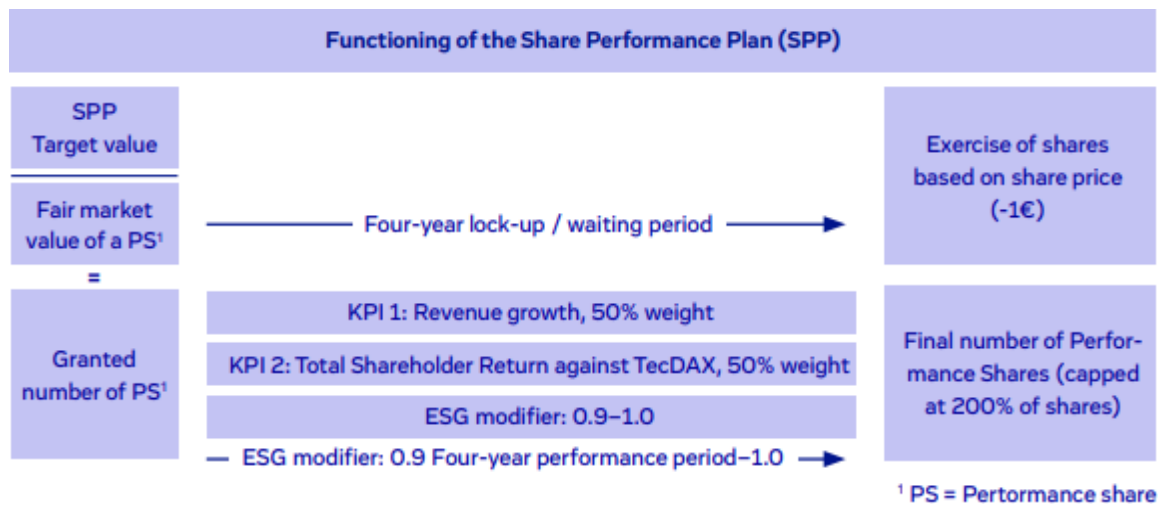 Functioning of the Share Performance Plan (SPP)
SPP
Target value
Fair market
value of a PS¹
=
Granted
number of PS¹
Four-year lock-up / waiting period
KPI 1: Revenue growth, 50% weight
KPI 2: Total Shareholder Return against TecDAX, 50% weight
ESG modifier: 0.9–1.0
ESG modifier: 0.9 Four-year performance period–1.0
Exercise of shares
based on share price
(-1€)
Final number of Perfor-
mance Shares (capped
at 200% of shares)
¹ PS = Pertormance share